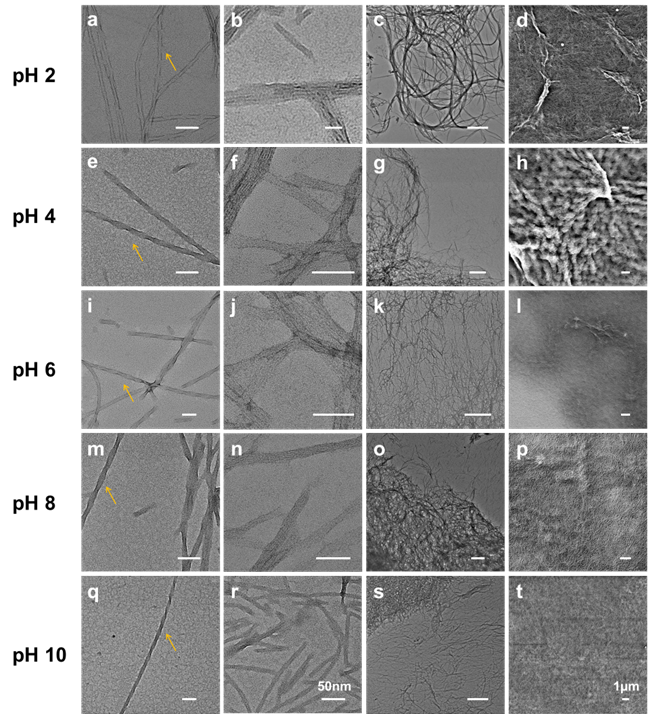 a b c d
pH 2
e f g h
pH 4
i j k l
pH 6
m n o p
pH 8
q r s t
pH 10
50nm 1μm